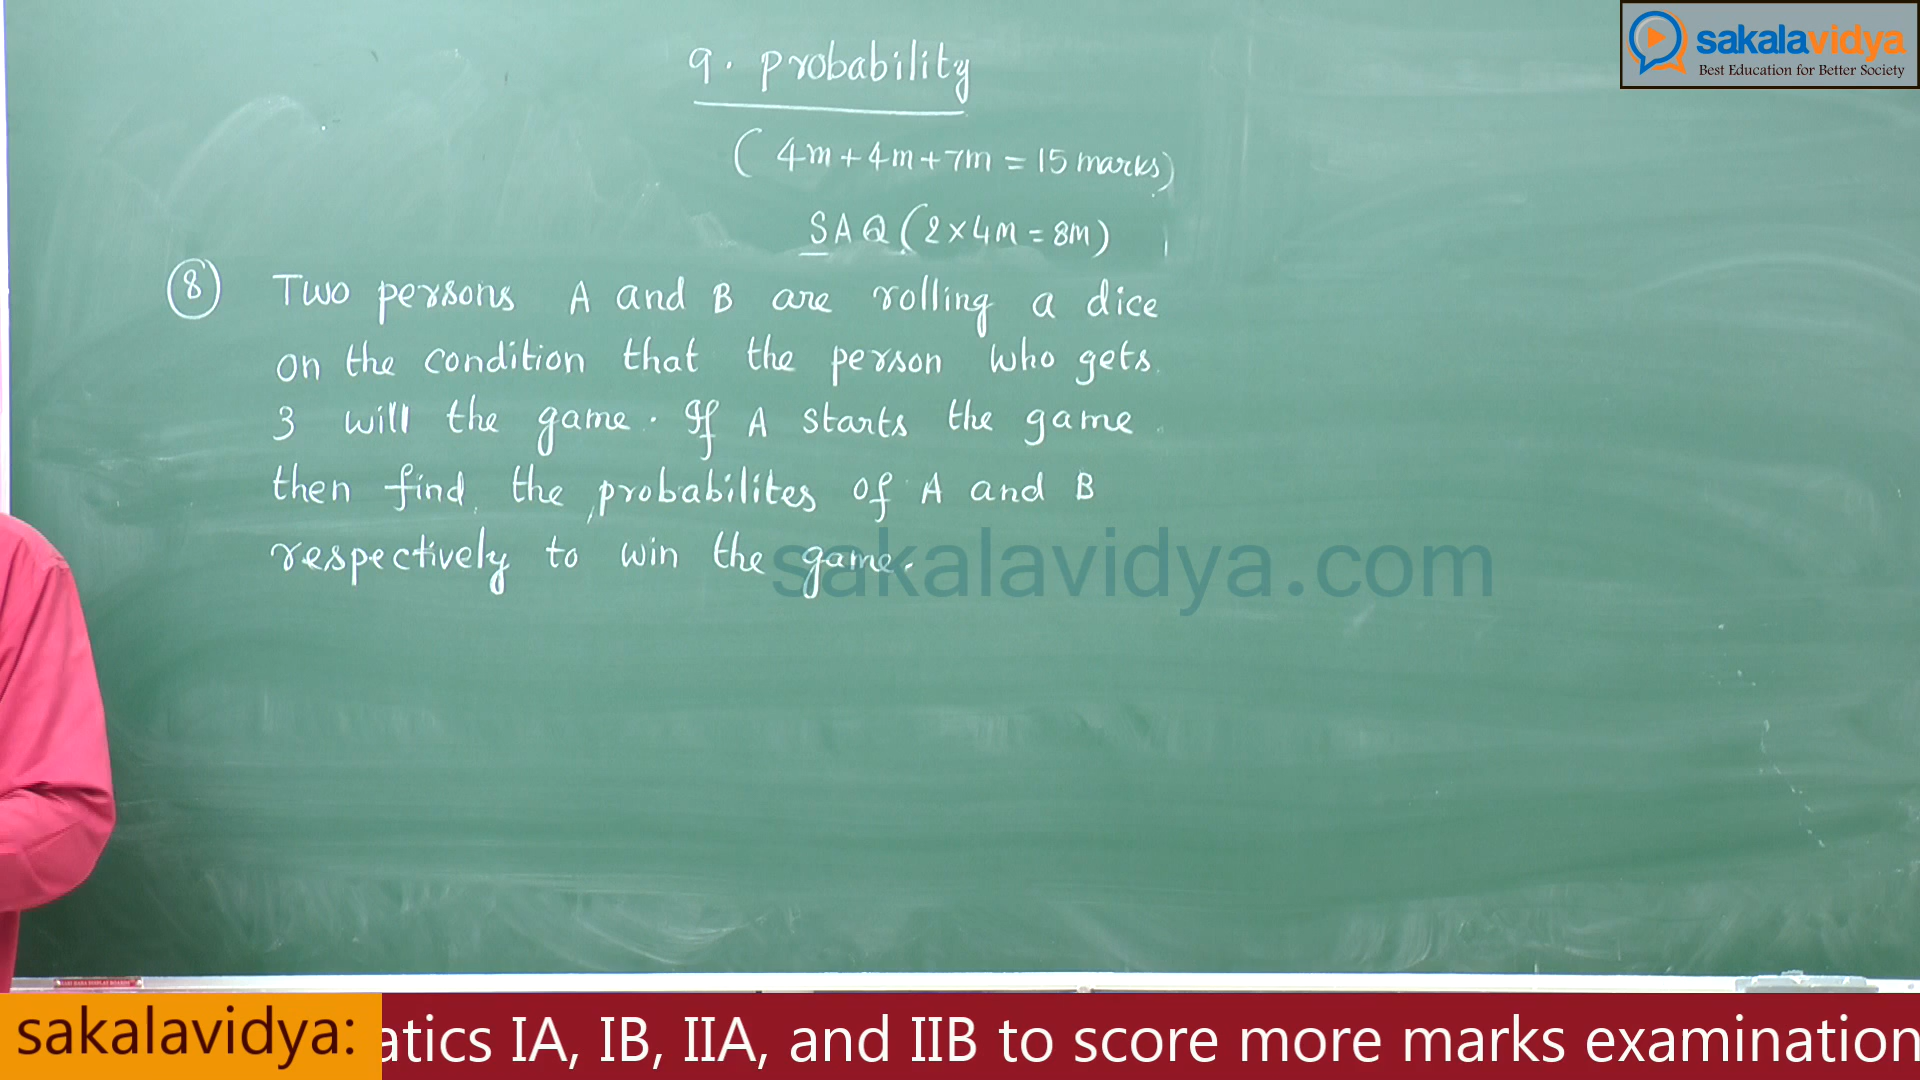 sakalavidya
Best Education for Better Society
9. probability
( 4m + 4m + 7m = 15 marks)
SAQ (2 × 4m = 8m)
8 Two persons A and B are rolling a dice
on the condition that the person who gets
3 will the game. If A starts the game
then find the probabilites of A and B
respectively to win the game.
sakalavidya.com
sakalavidya: atics IA, IB, IIA, and IIB to score more marks examination